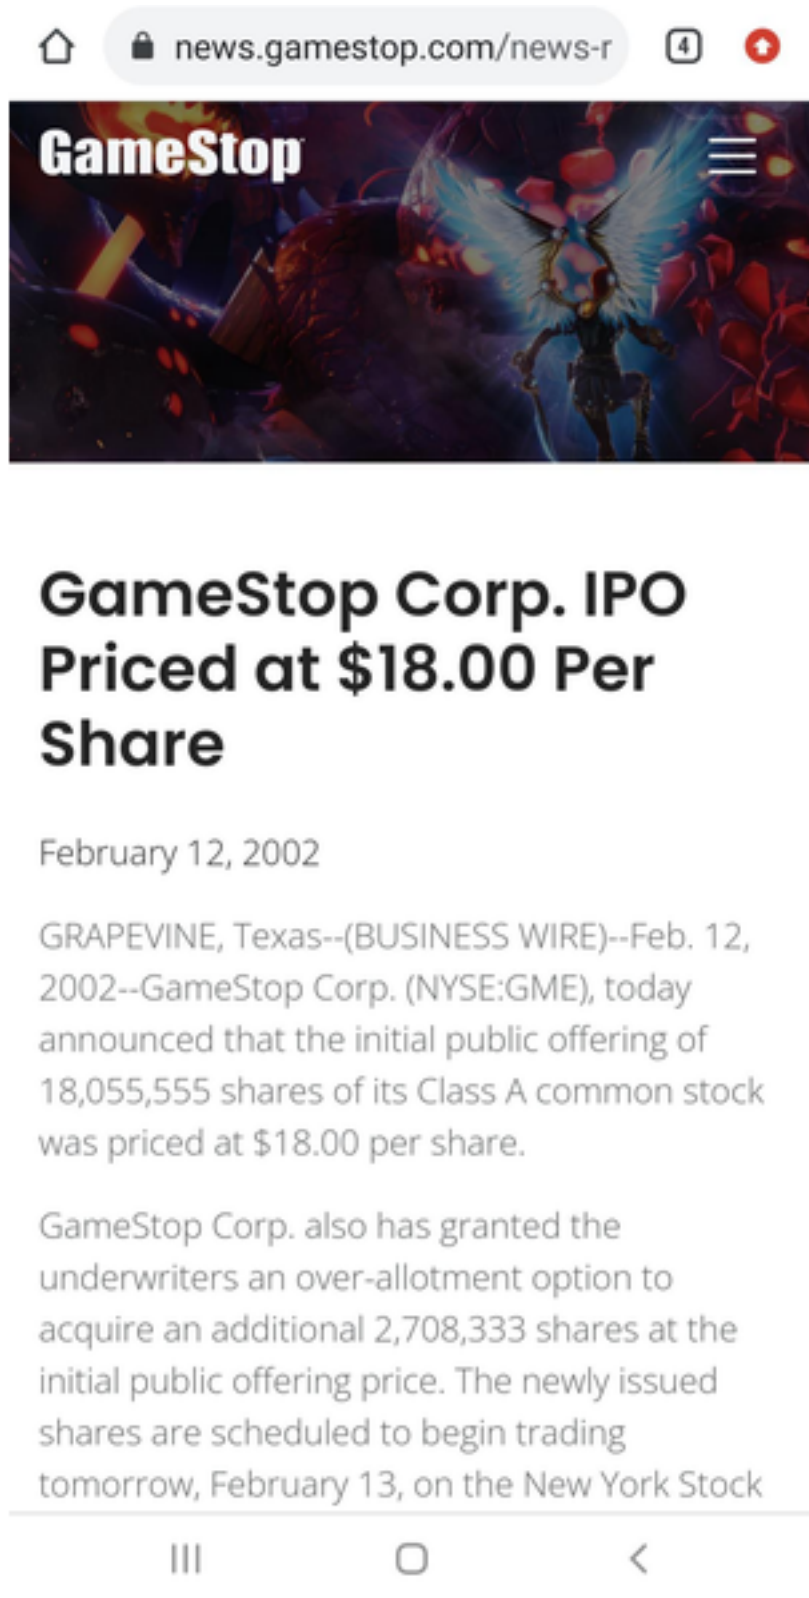 news.gamestop.com/news-r
4
GameStop
GameStop Corp. IPO
Priced at $18.00 Per
Share
February 12, 2002
GRAPEVINE, Texas--(BUSINESS WIRE)--Feb. 12,
2002--GameStop Corp. (NYSE:GME), today
announced that the initial public offering of
18,055,555 shares of its Class A common stock
was priced at $18.00 per share.
GameStop Corp. also has granted the
underwriters an over-allotment option to
acquire an additional 2,708,333 shares at the
initial public offering price. The newly issued
shares are scheduled to begin trading
tomorrow, February 13, on the New York Stock